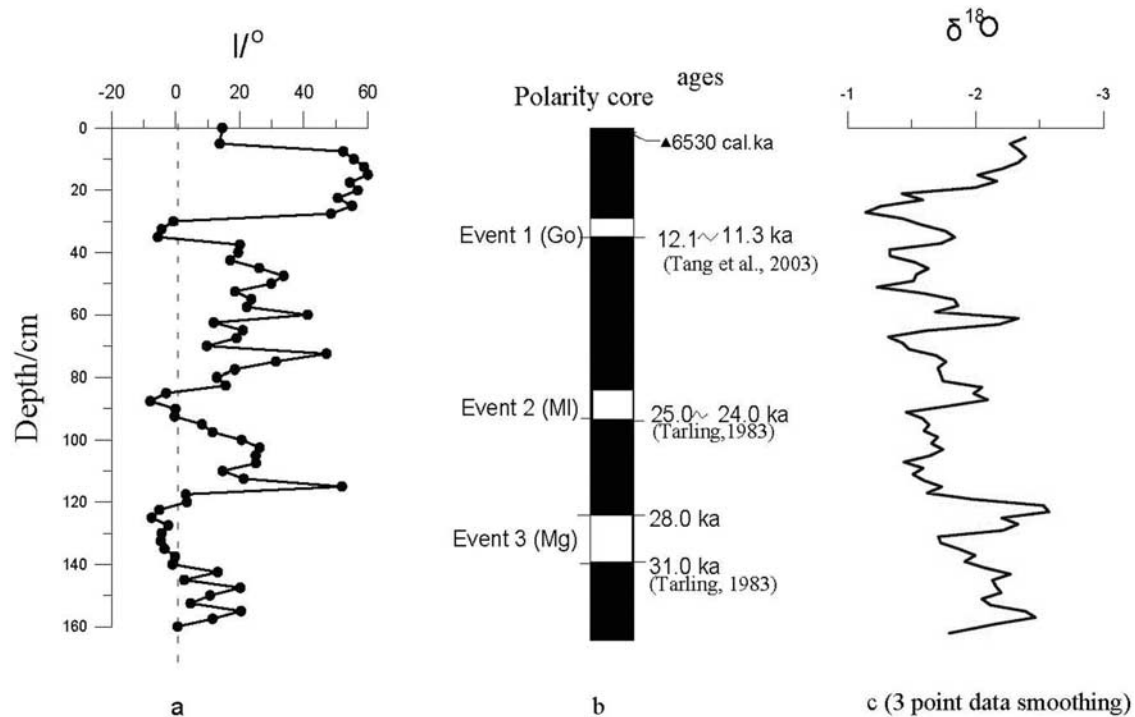 I/°
-20 0 20 40 60
Depth/cm
0
20
40
60
80
100
120
140
160
a
ages
Polarity core
▲6530 cal.ka
Event 1 (Go)
12.1~ 11.3 ka
(Tang et al., 2003)
Event 2 (Ml)
25.0~ 24.0 ka
(Tarling,1983)
28.0 ka
Event 3 (Mg)
31.0 ka
(Tarling, 1983)
b
δ18O
-1 -2 -3
c (3 point data smoothing)